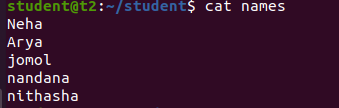 student@t2:~/student$ cat names
Neha
Arya
jomol
nandana
nithasha